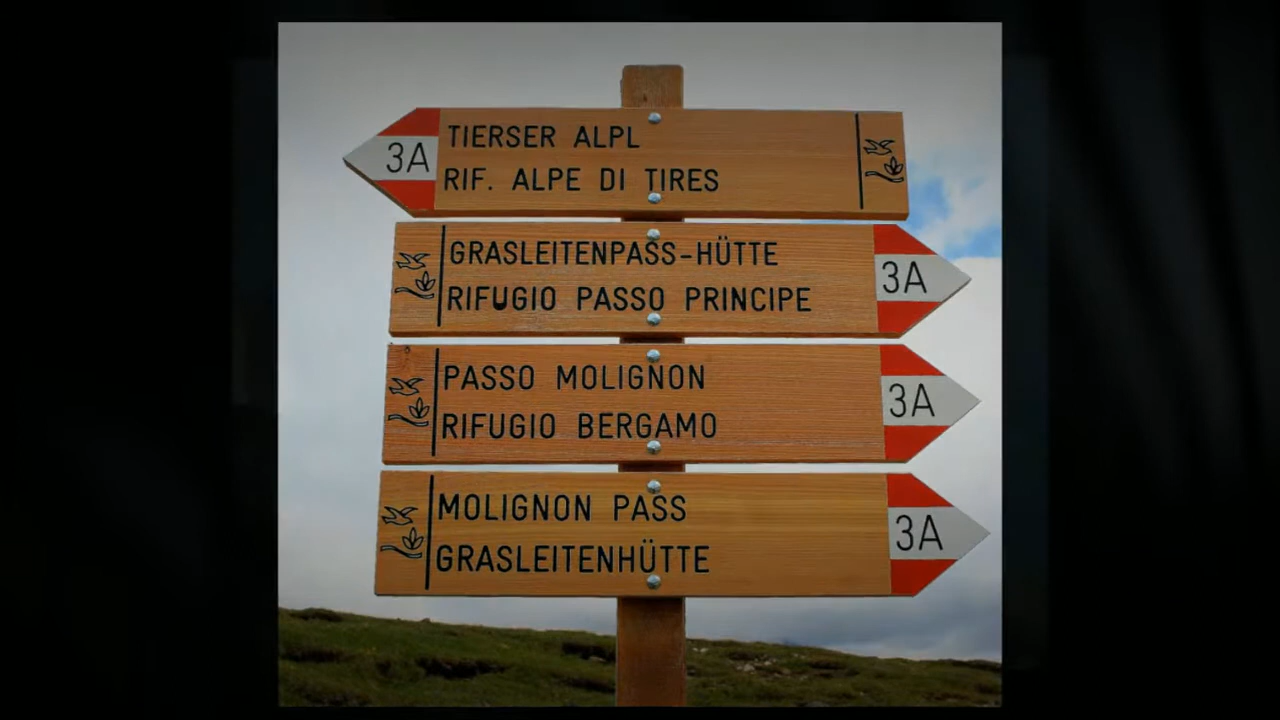 TIERSER ALPL
3A
RIF. ALPE DI TIRES
GRASLEITENPASS-HÜTTE
3A
RIFUGIO PASSO PRINCIPE
PASSO MOLIGNON
3A
RIFUGIO BERGAMO
MOLIGNON PASS
3A
GRASLEITENHÜTTE